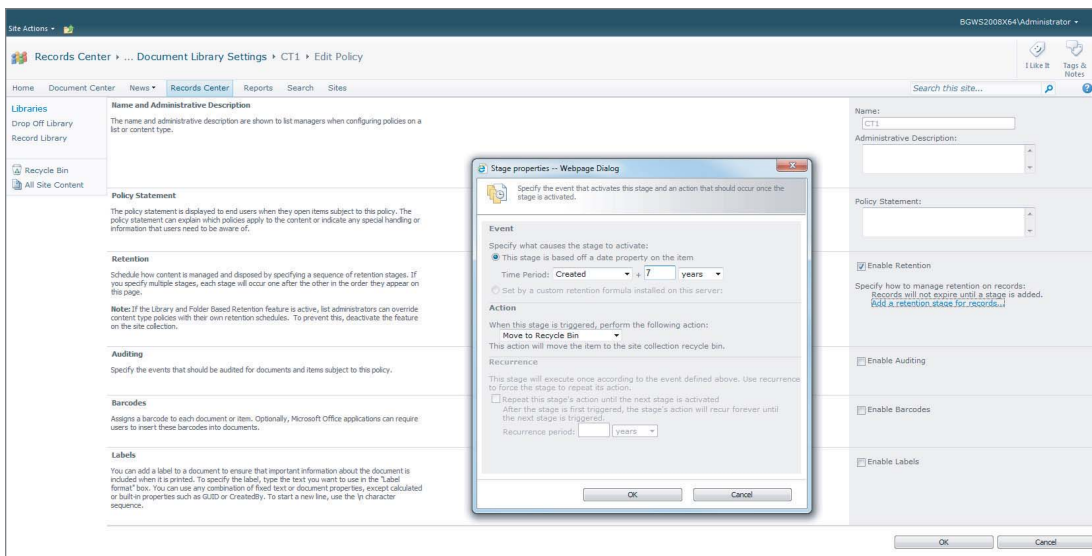 Site Actions
BGWS2008X64\Administrator
Records Center ▸ ... Document Library Settings ▸ CT1 ▸ Edit Policy
I Like It
Tags &
Notes
Home Document Center News Records Center Reports Search Sites
Search this site...
Libraries
Drop Off Library
Record Library
Recycle Bin
All Site Content
Name and Administrative Description
The name and administrative description are shown to list managers when configuring policies on a
list or content type.
Name:
CT1
Administrative Description:
Policy Statement
The policy statement is displayed to end users when they open items subject to this policy. The
policy statement can explain which policies apply to the content or indicate any special handling or
information that users need to be aware of.
Policy Statement:
Retention
Schedule how content is managed and disposed by specifying a sequence of retention stages. If
you specify multiple stages, each stage will occur one after the other in the order they appear on
this page.
Note: If the Library and Folder Based Retention feature is active, list administrators can override
content type policies with their own retention schedules. To prevent this, deactivate the feature
on the site collection.
Enable Retention
Specify how to manage retention on records:
Records will not expire until a stage is added.
Add a retention stage for records...
Auditing
Specify the events that should be audited for documents and items subject to this policy.
Enable Auditing
Barcodes
Assigns a barcode to each document or item. Optionally, Microsoft Office applications can require
users to insert these barcodes into documents.
Enable Barcodes
Labels
You can add a label to a document to ensure that important information about the document is
included when it is printed. To specify the label, type the text you want to use in the "Label
format" box. You can use any combination of fixed text or document properties, except calculated
or built-in properties such as GUID or CreatedBy. To start a new line, use the \n character
sequence.
Enable Labels
Stage properties -- Webpage Dialog
Specify the event that activates this stage and an action that should occur once the
stage is activated.
Event
Specify what causes the stage to activate:
This stage is based off a date property on the item
Time Period: Created + 7 years
Set by a custom retention formula installed on this server:
Action
When this stage is triggered, perform the following action:
Move to Recycle Bin
This action will move the item to the site collection recycle bin.
Recurrence
This stage will execute once according to the event defined above. Use recurrence
to force the stage to repeat its action.
Repeat this stage's action until the next stage is activated
After the stage is first triggered, the stage's action will recur forever until
the next stage is triggered.
Recurrence period: years
OK Cancel
OK Cancel